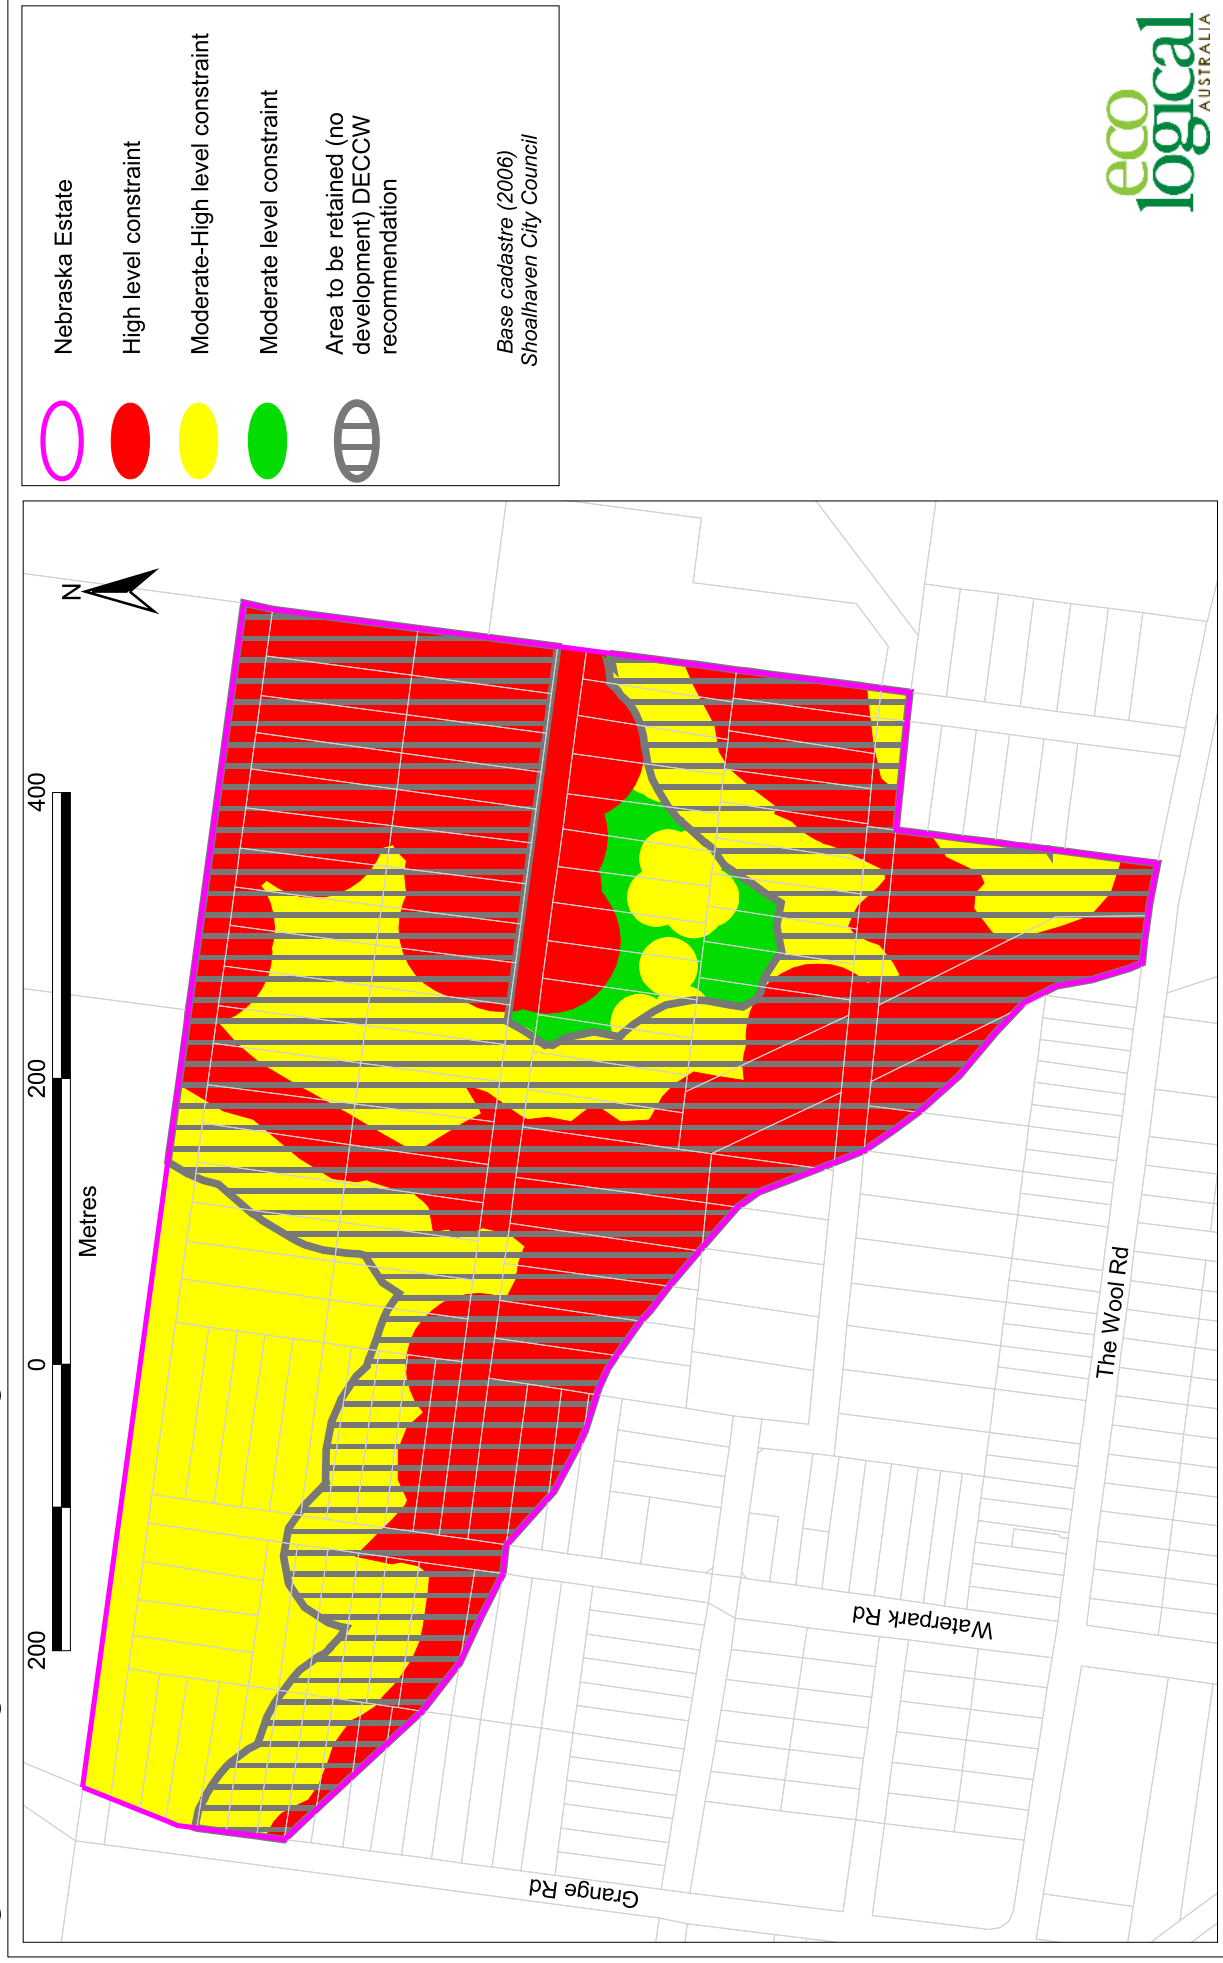 Nebraska Estate
High level constraint
Moderate-High level constraint
Moderate level constraint
Area to be retained (no
development) DECCW
recommendation
Base cadastre (2006)
Shoalhaven City Council
eco
logical
AUSTRALIA
N
200
0
200
400
Metres
Grange Rd
Waterpark Rd
The Wool Rd